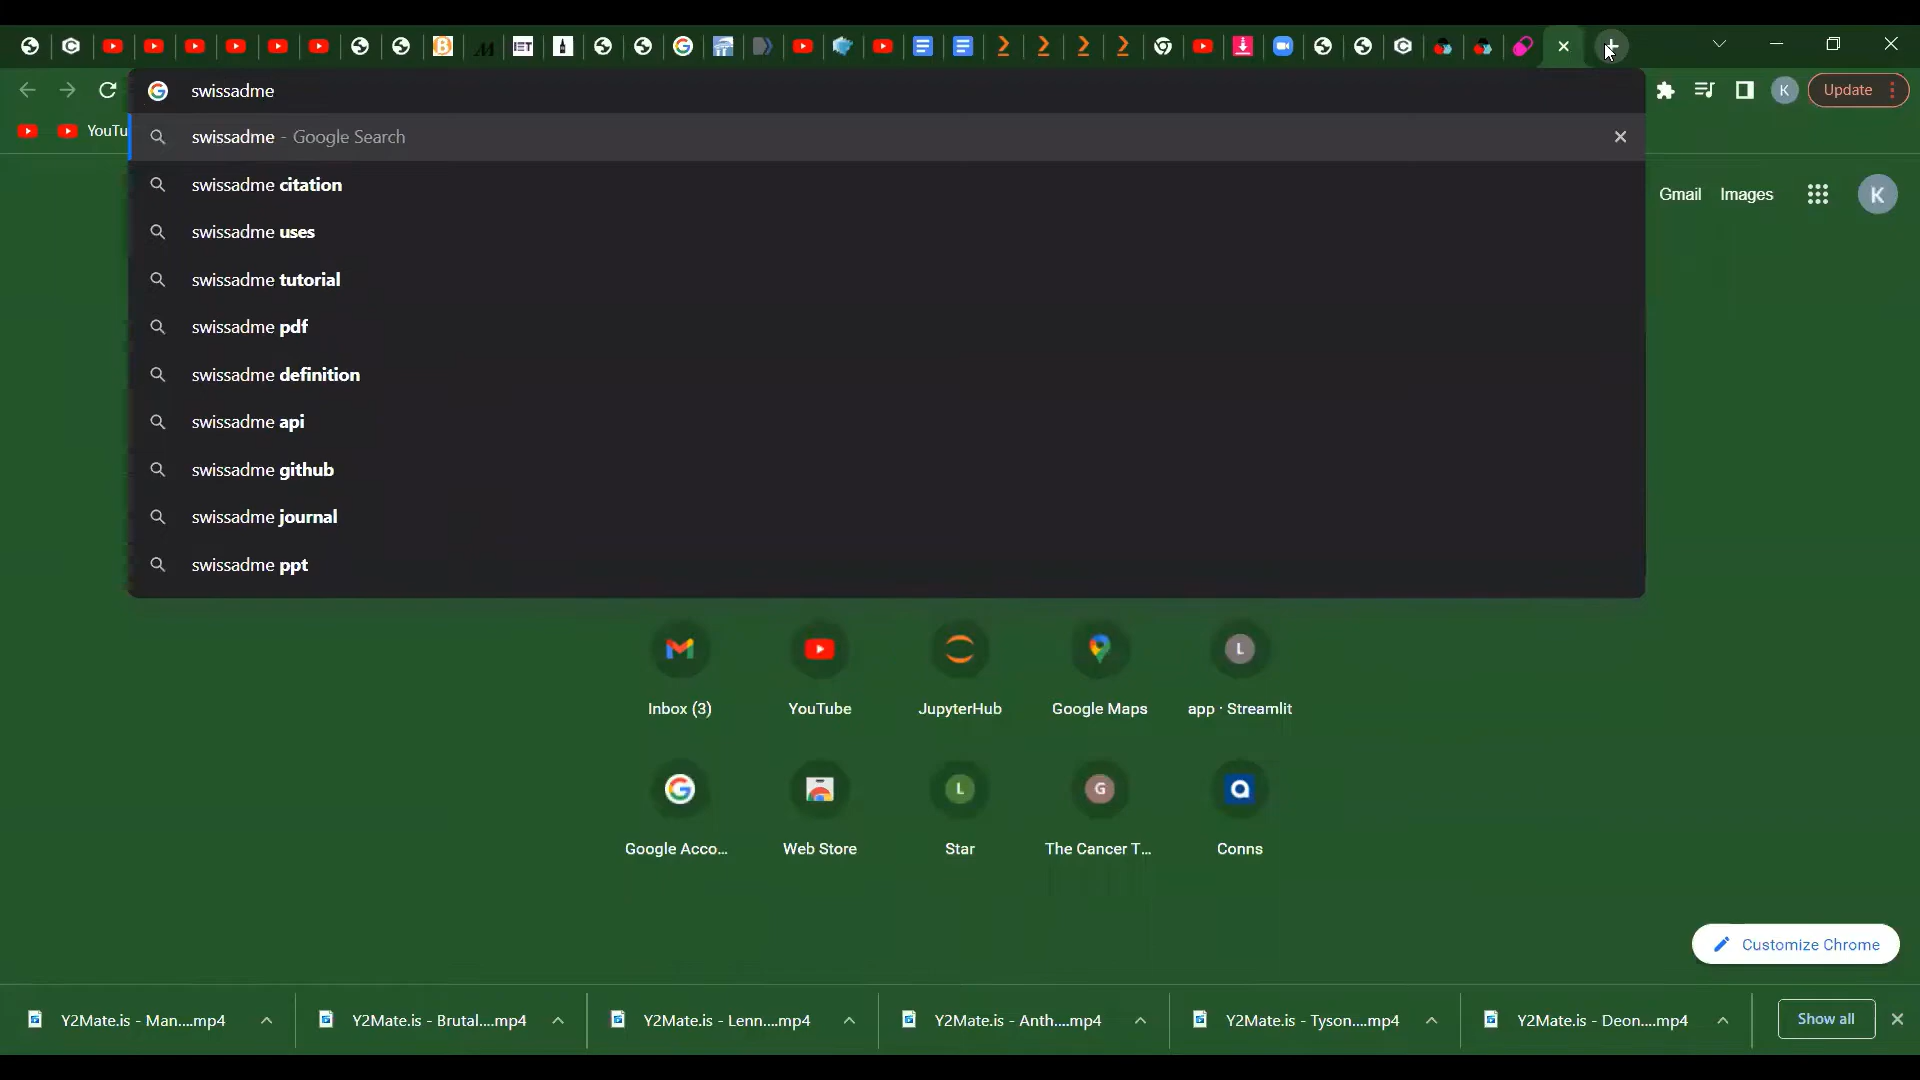 swissadme
Update
YouTu
swissadme - Google Search
swissadme citation
swissadme uses
swissadme tutorial
swissadme pdf
swissadme definition
swissadme api
swissadme github
swissadme journal
swissadme ppt
Gmail Images
K
Inbox (3)
YouTube
JupyterHub
Google Maps
app · Streamlit
Google Acco...
Web Store
Star
The Cancer T...
Conns
Customize Chrome
Y2Mate.is - Man....mp4
Y2Mate.is - Brutal....mp4
Y2Mate.is - Lenn....mp4
Y2Mate.is - Anth....mp4
Y2Mate.is - Tyson....mp4
Y2Mate.is - Deon....mp4
Show all